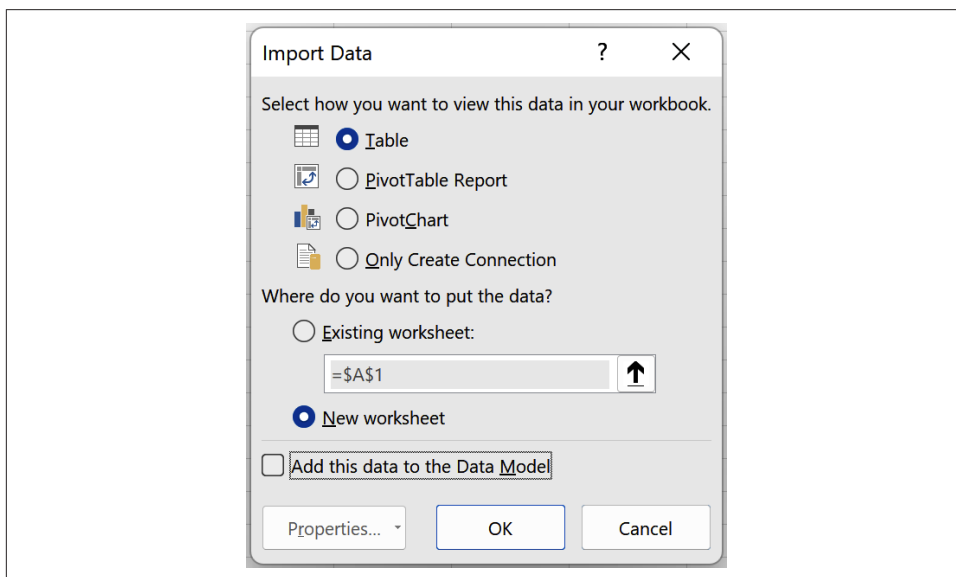 Import Data ?
Select how you want to view this data in your workbook.
Table
PivotTable Report
PivotChart
Only Create Connection
Where do you want to put the data?
Existing worksheet:
=$A$1
New worksheet
Add this data to the Data Model
Properties... OK Cancel